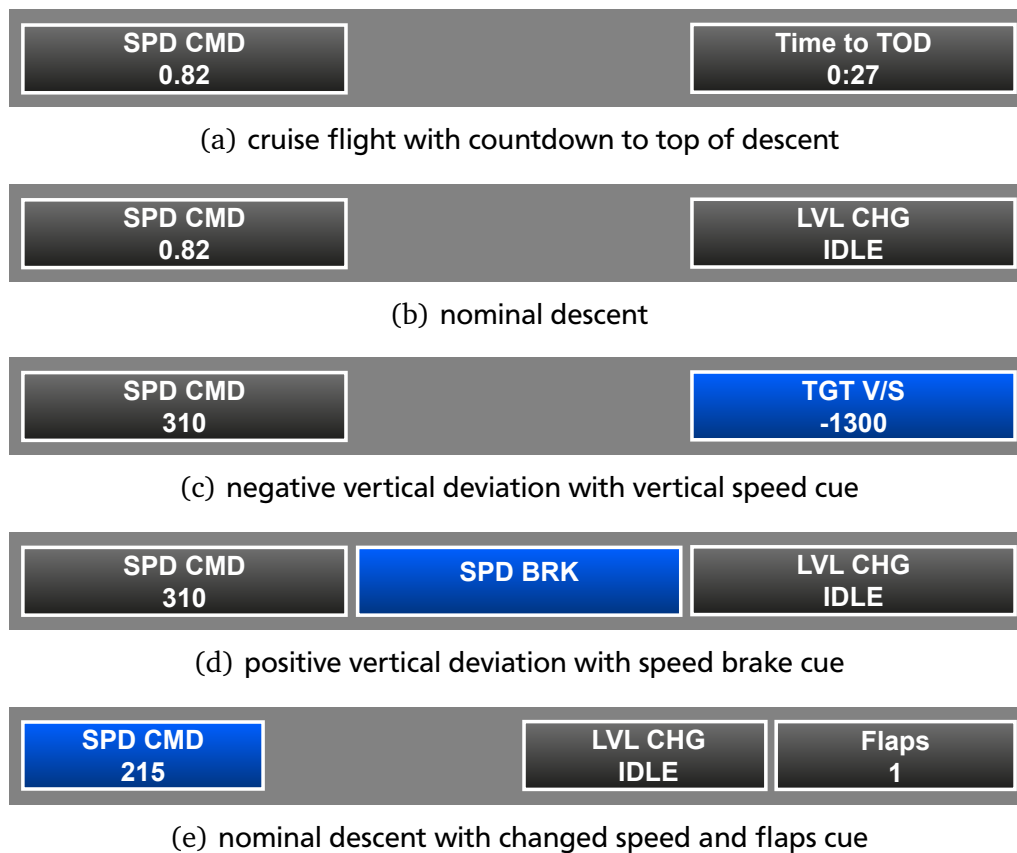 SPD CMD
0.82
Time to TOD
0:27
(a) cruise flight with countdown to top of descent
SPD CMD
0.82
LVL CHG
IDLE
(b) nominal descent
SPD CMD
310
TGT V/S
-1300
(c) negative vertical deviation with vertical speed cue
SPD CMD
310
SPD BRK
LVL CHG
IDLE
(d) positive vertical deviation with speed brake cue
SPD CMD
215
LVL CHG
IDLE
Flaps
1
(e) nominal descent with changed speed and flaps cue